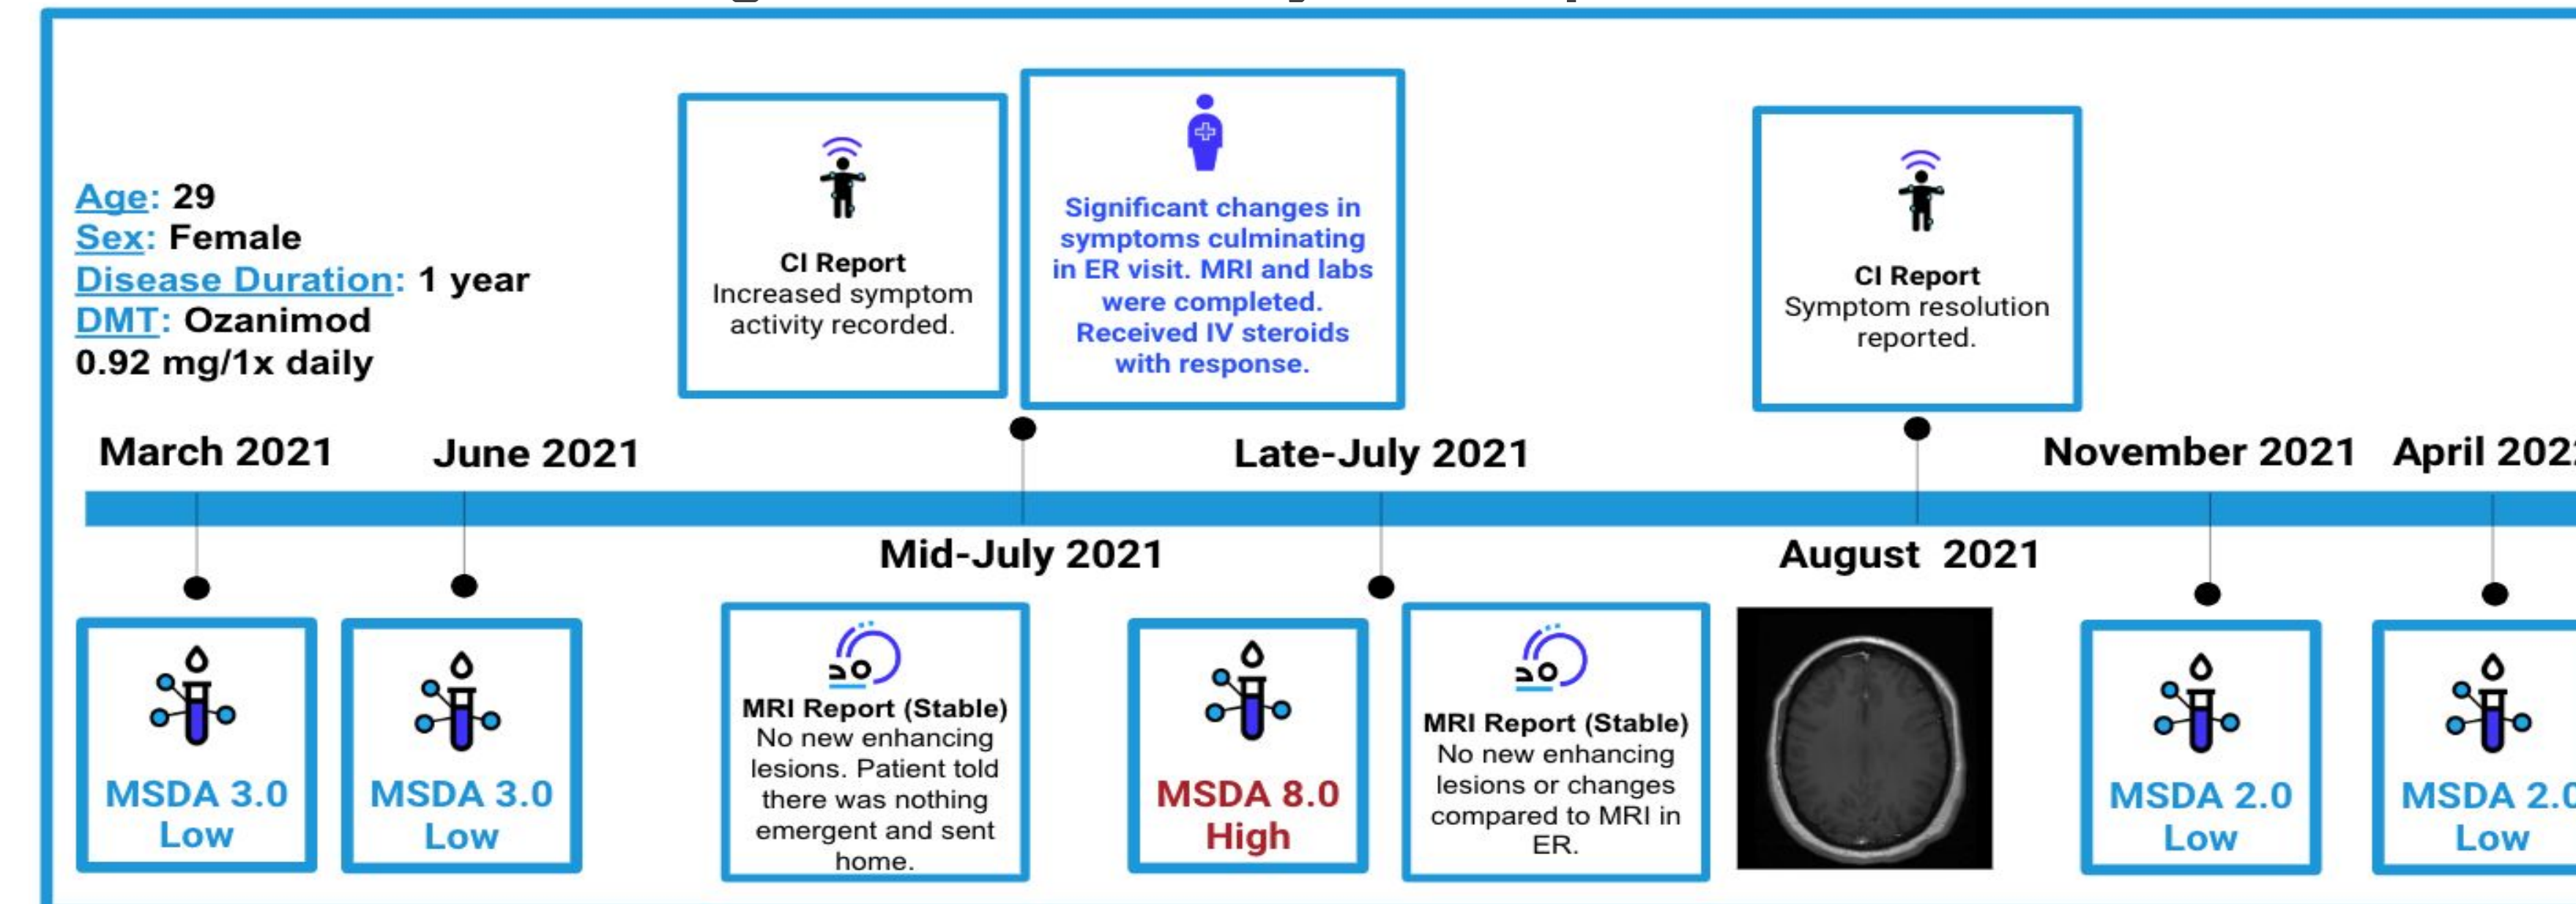 Age: 29
Sex: Female
Disease Duration: 1 year
DMT: Ozanimod
0.92 mg/1x daily
CI Report
Increased symptom
activity recorded.
Significant changes in
symptoms culminating
in ER visit. MRI and labs
were completed.
Received IV steroids
with response.
CI Report
Symptom resolution
reported.
March 2021
June 2021
Late-July 2021
November 2021
April 202
Mid-July 2021
August 2021
MSDA 3.0
Low
MSDA 3.0
Low
MRI Report (Stable)
No new enhancing
lesions. Patient told
there was nothing
emergent and sent
home.
MSDA 8.0
High
MRI Report (Stable)
No new enhancing
lesions or changes
compared to MRI in
ER.
MSDA 2.0
Low
MSDA 2.0
Low